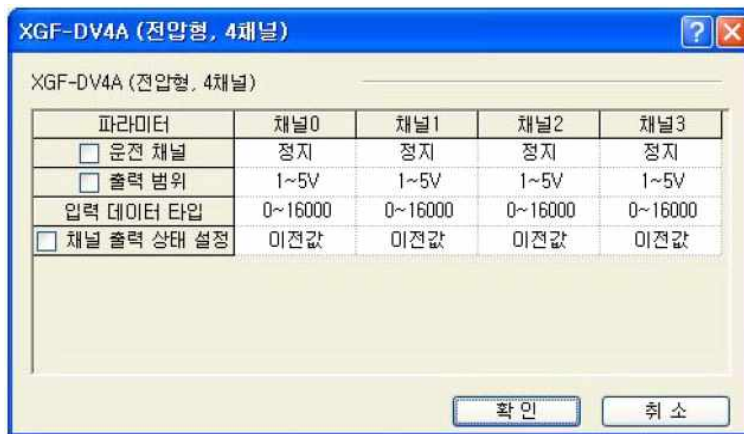 XGF-DV4A (전압형, 4채널)
XGF-DV4A (전압형, 4채널)
파라미터 채널0 채널1 채널2 채널3
운전 채널 정지 정지 정지 정지
출력 범위 1~5V 1~5V 1~5V 1~5V
입력 데이터 타입 0~16000 0~16000 0~16000 0~16000
채널 출력 상태 설정 이전값 이전값 이전값 이전값
확인 취소